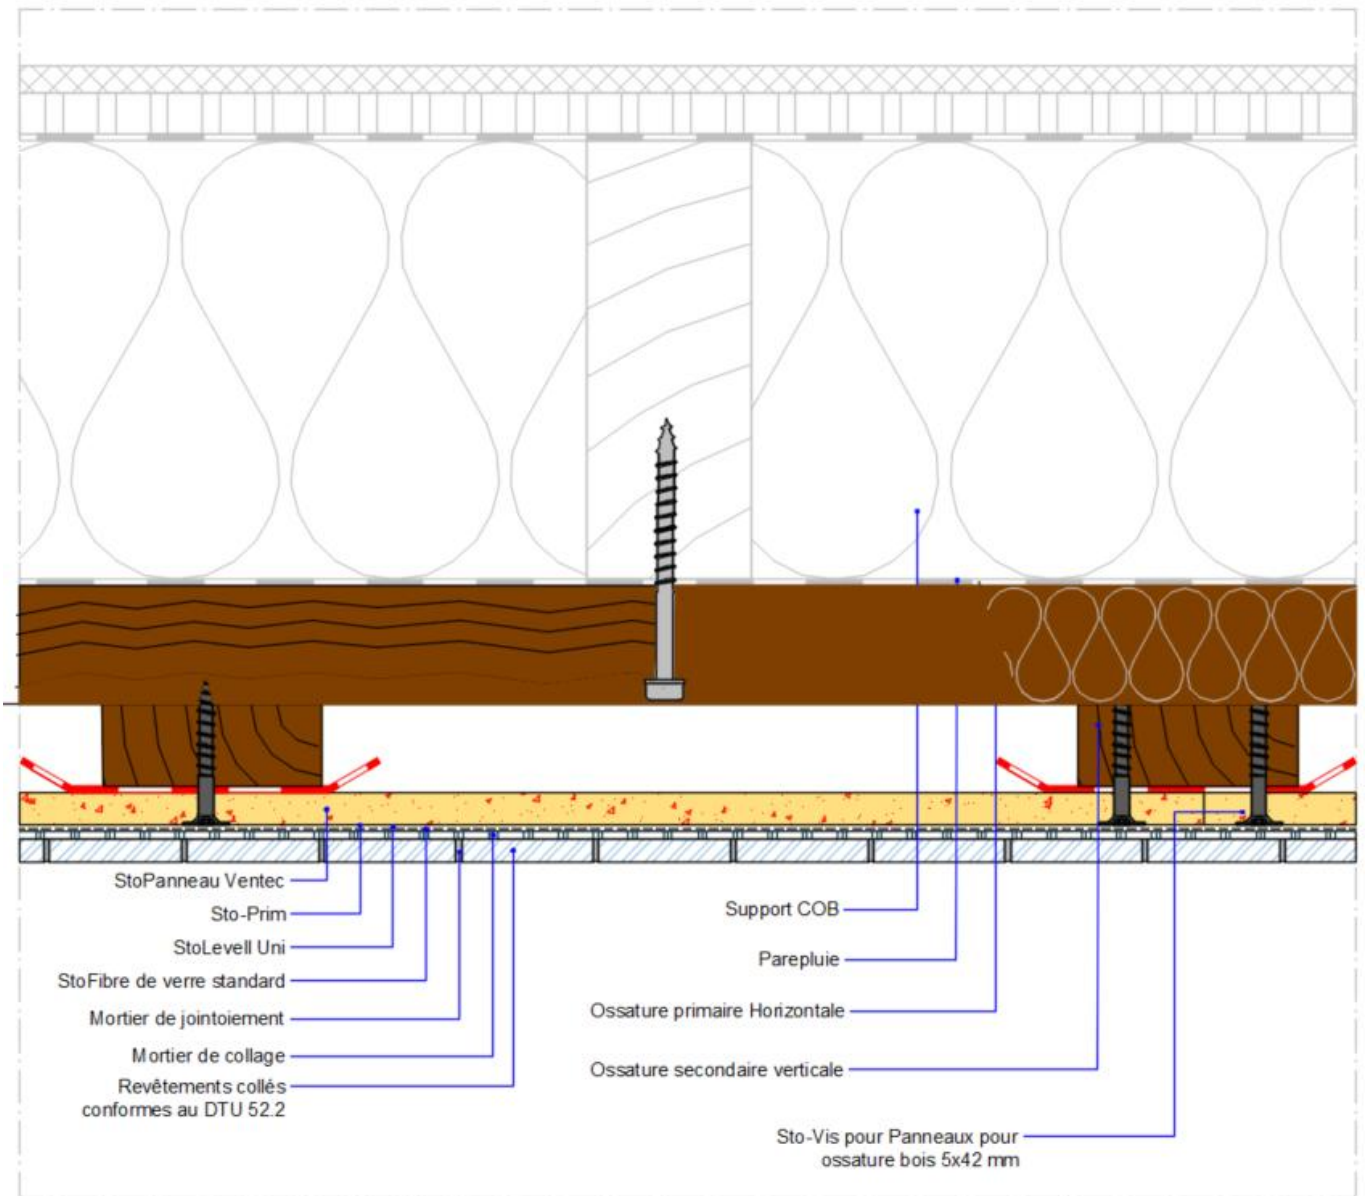 StoPanneau Ventec
Sto-Prim
StoLevell Uni
StoFibre de verre standard
Mortier de jointoiement
Mortier de collage
Revêtements collés
conformes au DTU 52.2
Support COB
Parepluie
Ossature primaire Horizontale
Ossature secondaire verticale
Sto-Vis pour Panneaux pour
ossature bois 5x42 mm